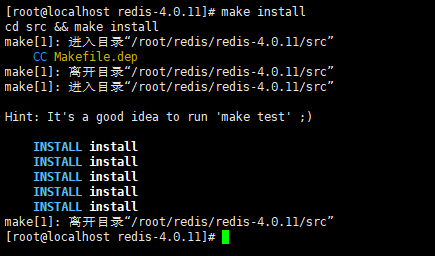 [root@localhost redis-4.0.11]# make install
cd src && make install
make[1]: 进入目录“/root/redis/redis-4.0.11/src”
CC Makefile.dep
make[1]: 离开目录“/root/redis/redis-4.0.11/src”
make[1]: 进入目录“/root/redis/redis-4.0.11/src”
Hint: It's a good idea to run 'make test' ;)
INSTALL install
INSTALL install
INSTALL install
INSTALL install
INSTALL install
make[1]: 离开目录“/root/redis/redis-4.0.11/src”
[root@localhost redis-4.0.11]#